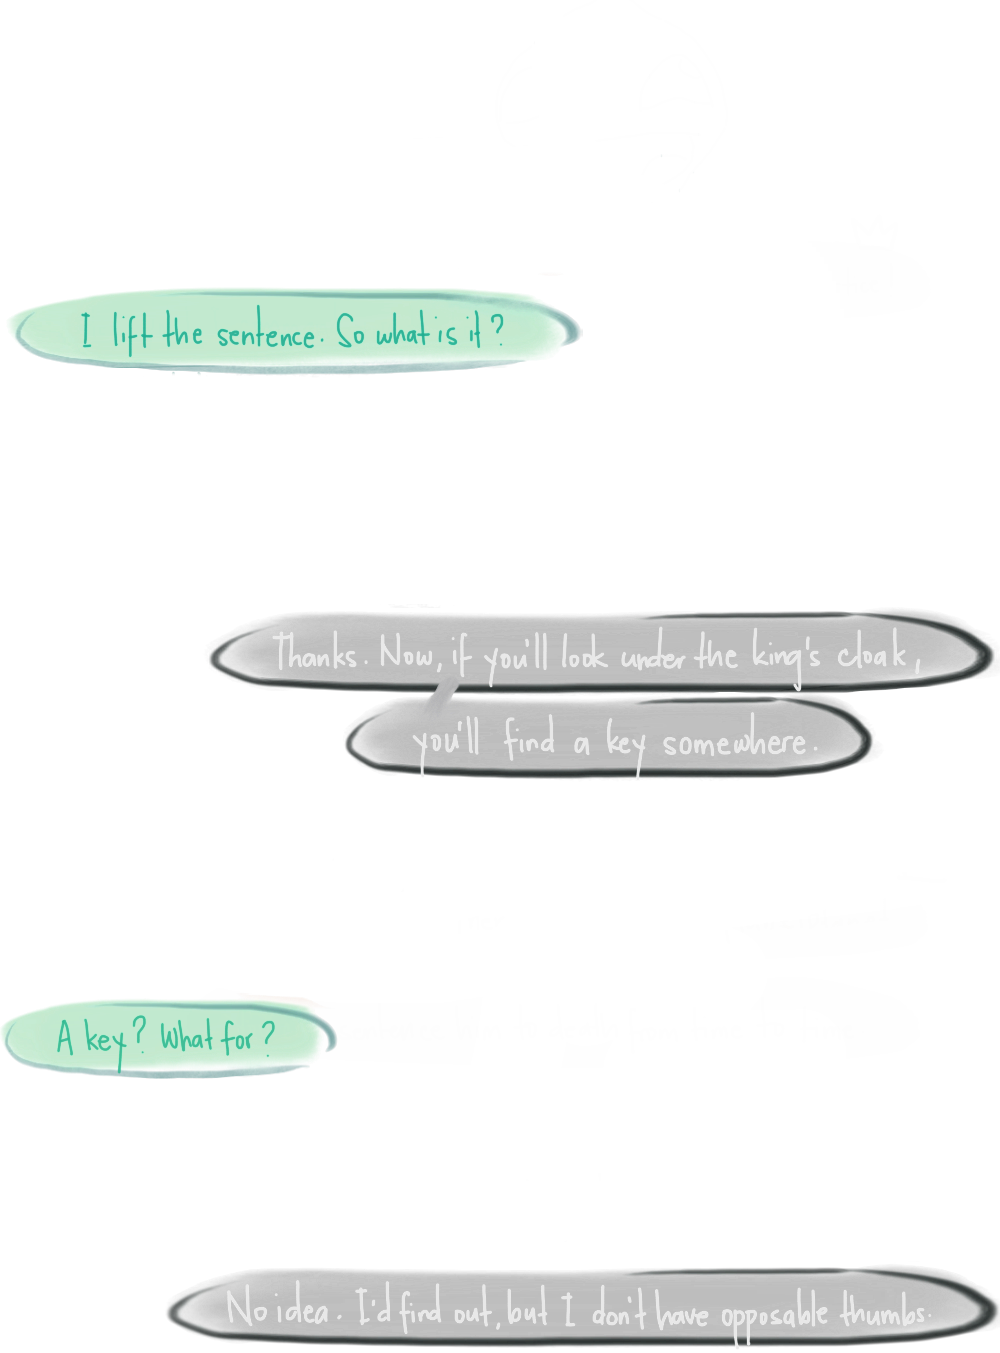 I lift the sentence. So what is it?
Thanks. Now, if you'll look under the king's cloak,
you'll find a key somewhere.
A key? What for?
No idea. I'd find out, but I don't have opposable thumbs.